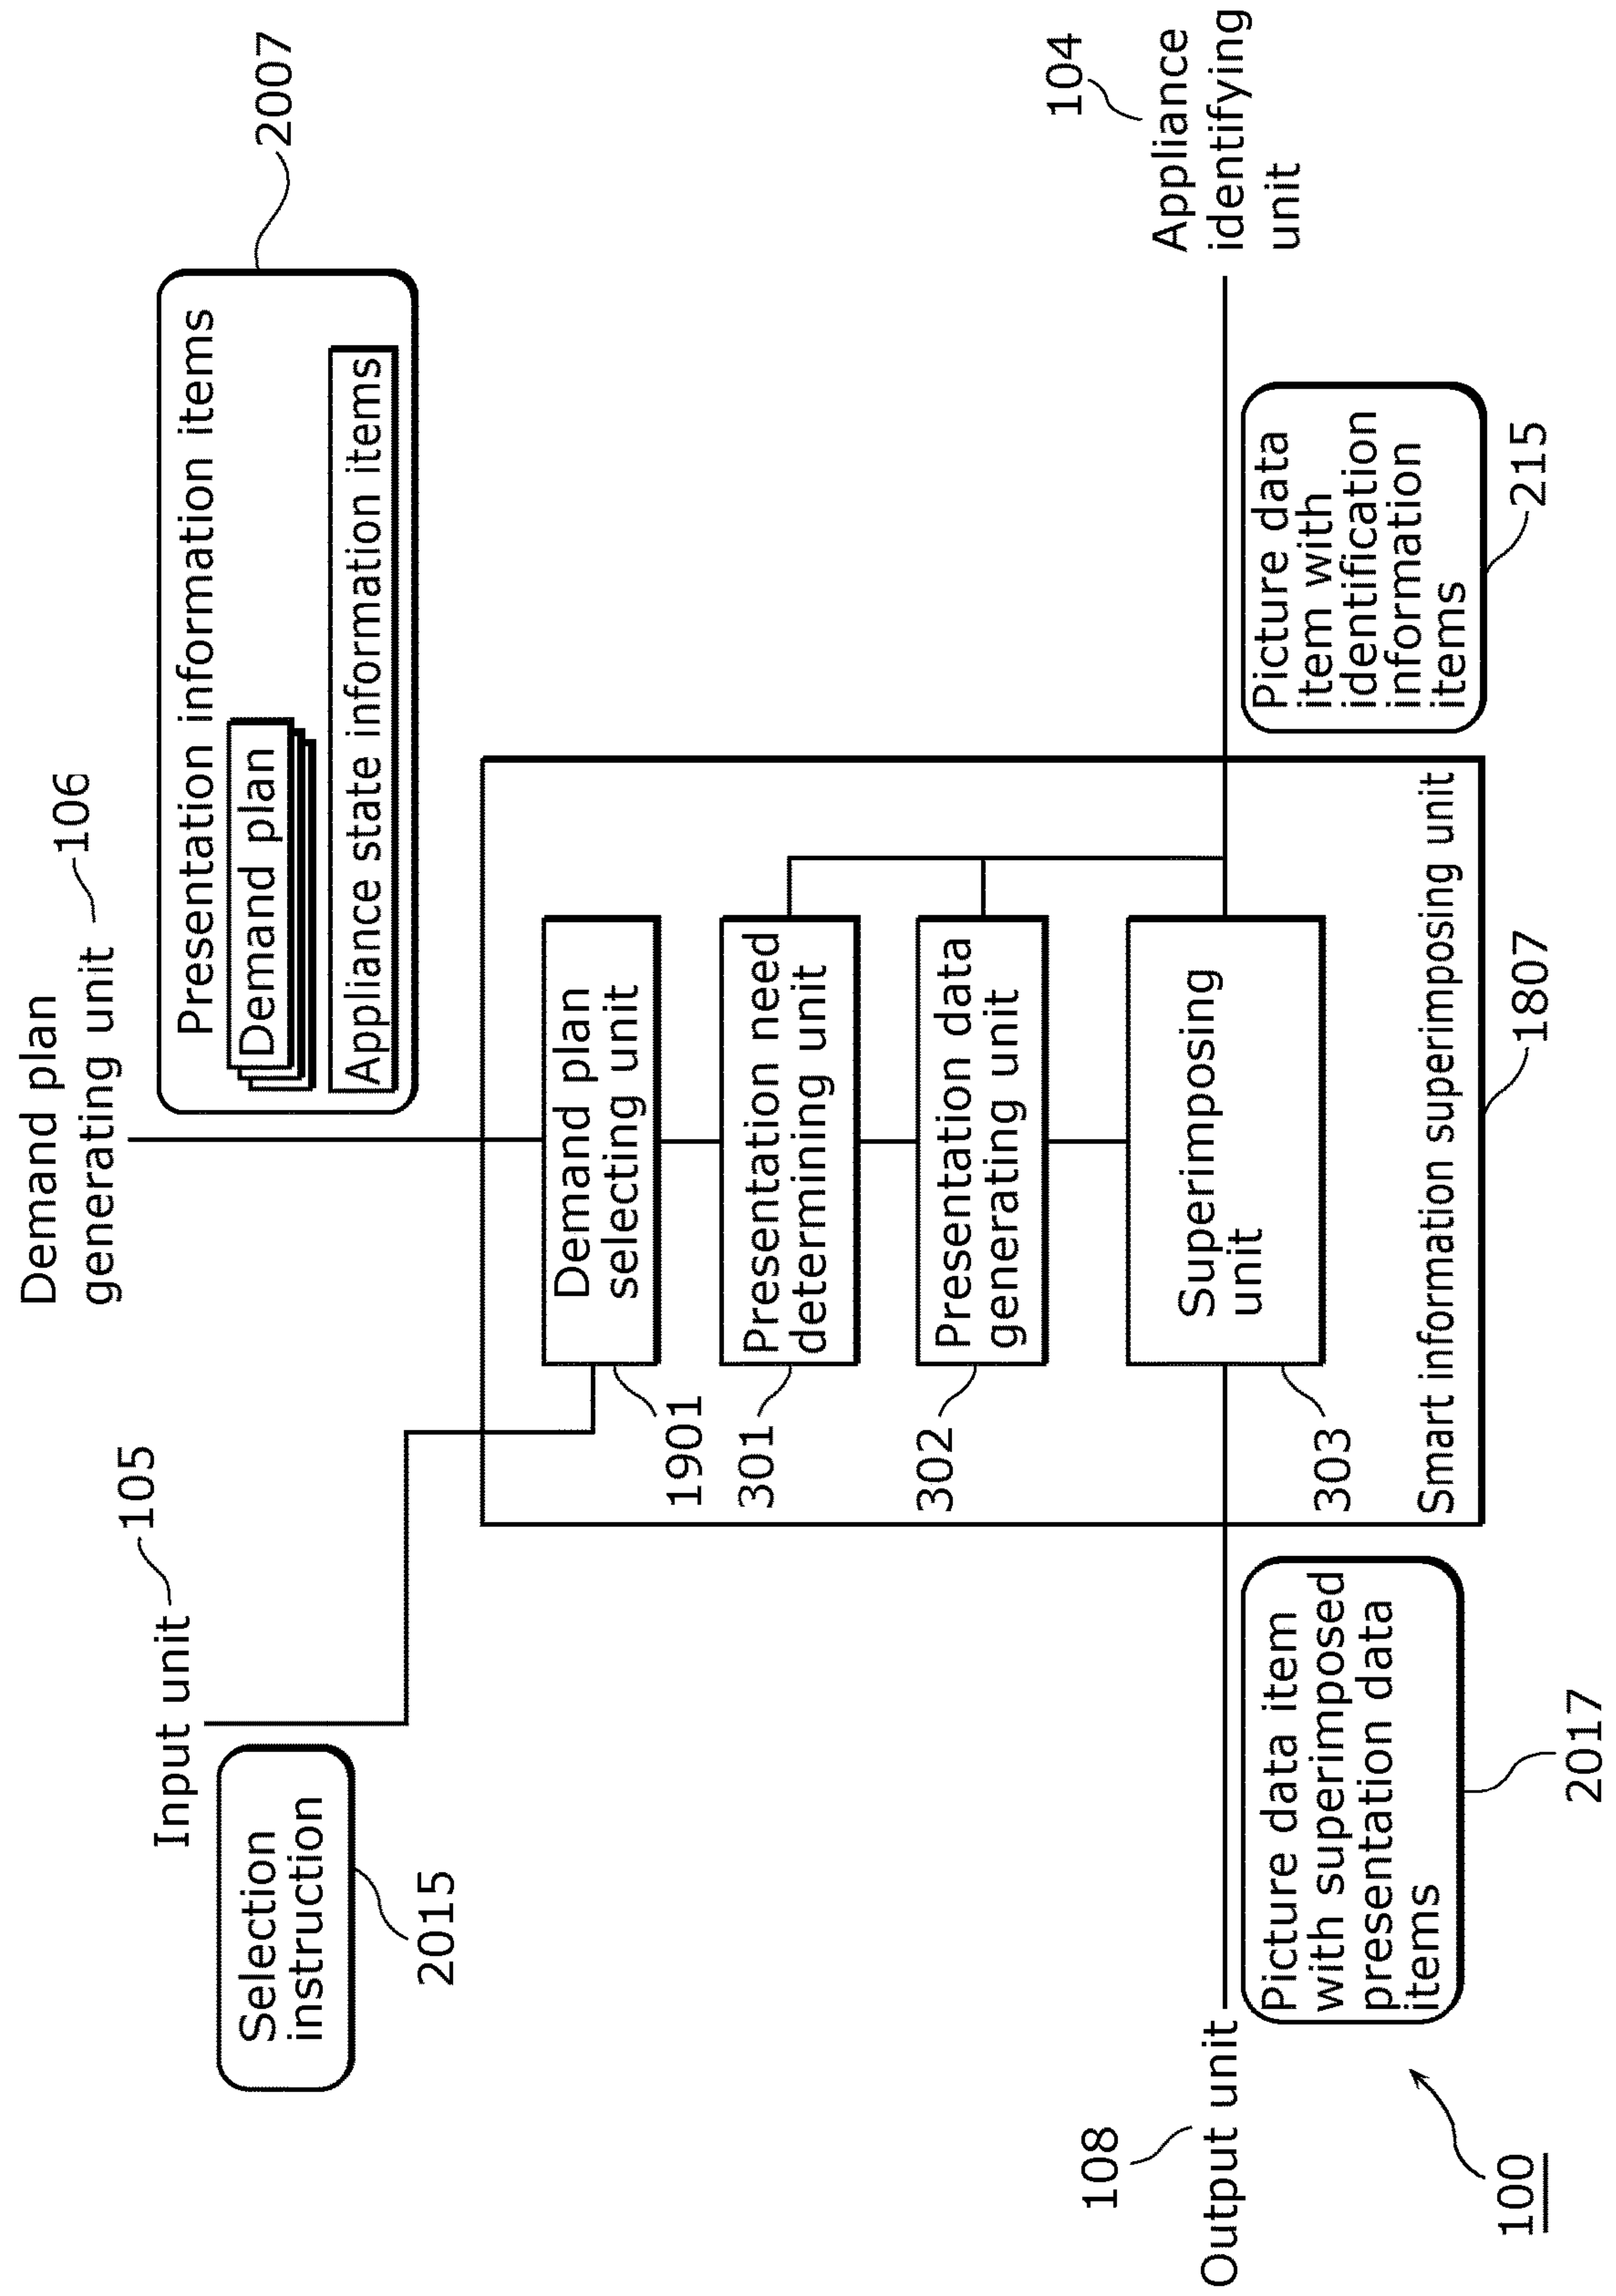 Demand plan
generating unit
106
2007
Presentation information items
Demand plan
Appliance state information items
Input unit
105
Selection
instruction
2015
Demand plan
selecting unit
1901
Presentation need
determining unit
301
Presentation data
generating unit
302
Superimposing
unit
303
Smart information superimposing unit
1807
104
Appliance
identifying
unit
Picture data
item with
identification
information
items
215
108
Output unit
Picture data item
with superimposed
presentation data
items
2017
100